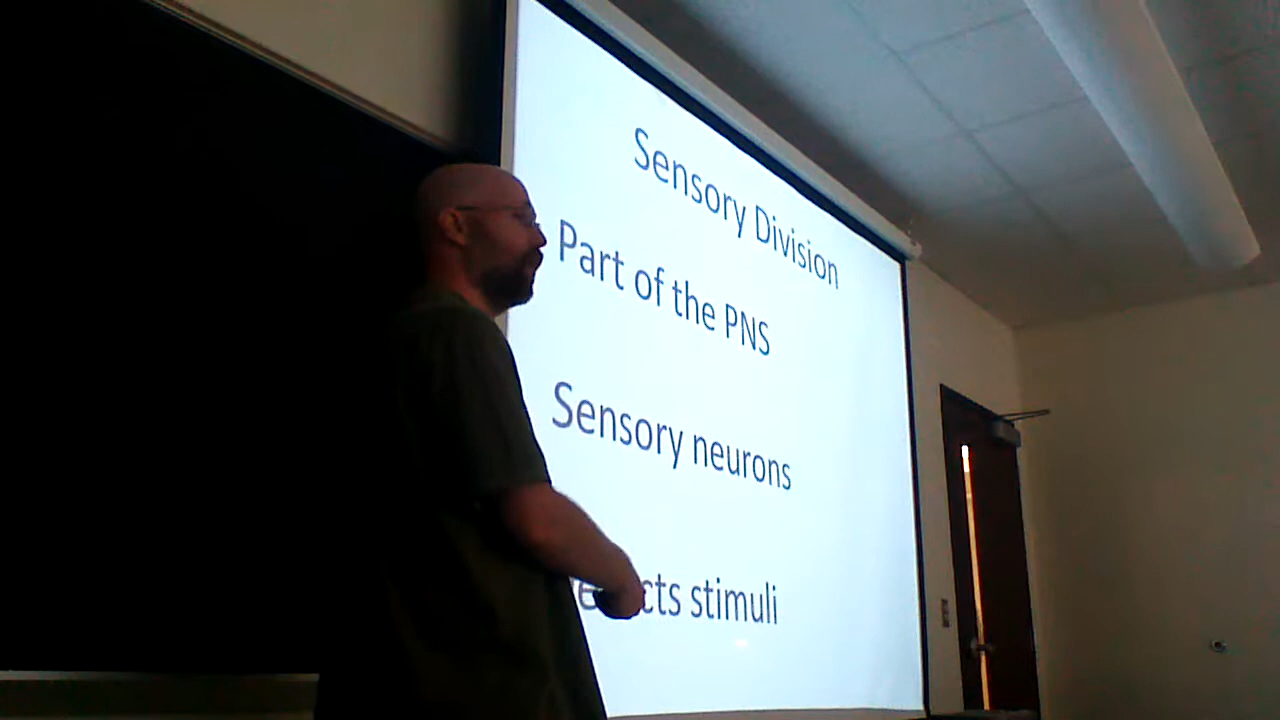 Sensory Division
Part of the PNS
Sensory neurons
stimuli